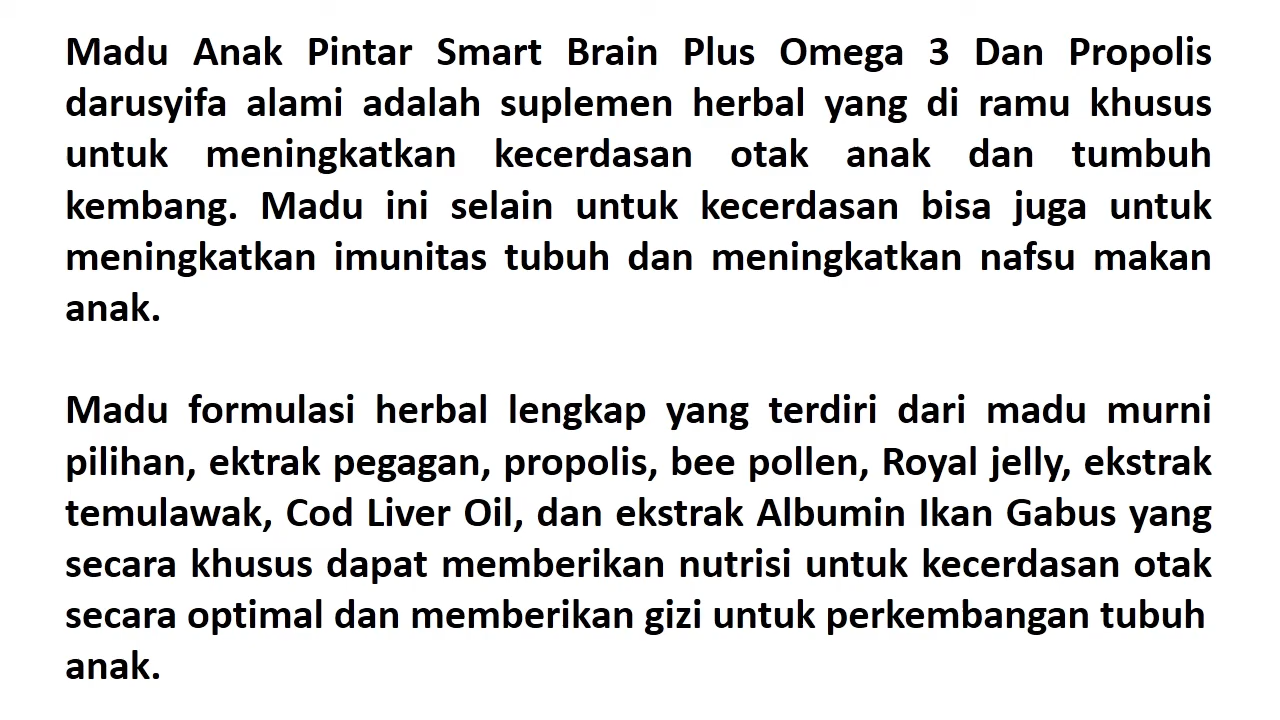 Madu Anak Pintar Smart Brain Plus Omega 3 Dan Propolis
darusyifa alami adalah suplemen herbal yang di ramu khusus
untuk meningkatkan kecerdasan otak anak dan tumbuh
kembang. Madu ini selain untuk kecerdasan bisa juga untuk
meningkatkan imunitas tubuh dan meningkatkan nafsu makan
anak.
Madu formulasi herbal lengkap yang terdiri dari madu murni
pilihan, ektrak pegagan, propolis, bee pollen, Royal jelly, ekstrak
temulawak, Cod Liver Oil, dan ekstrak Albumin Ikan Gabus yang
secara khusus dapat memberikan nutrisi untuk kecerdasan otak
secara optimal dan memberikan gizi untuk perkembangan tubuh
anak.